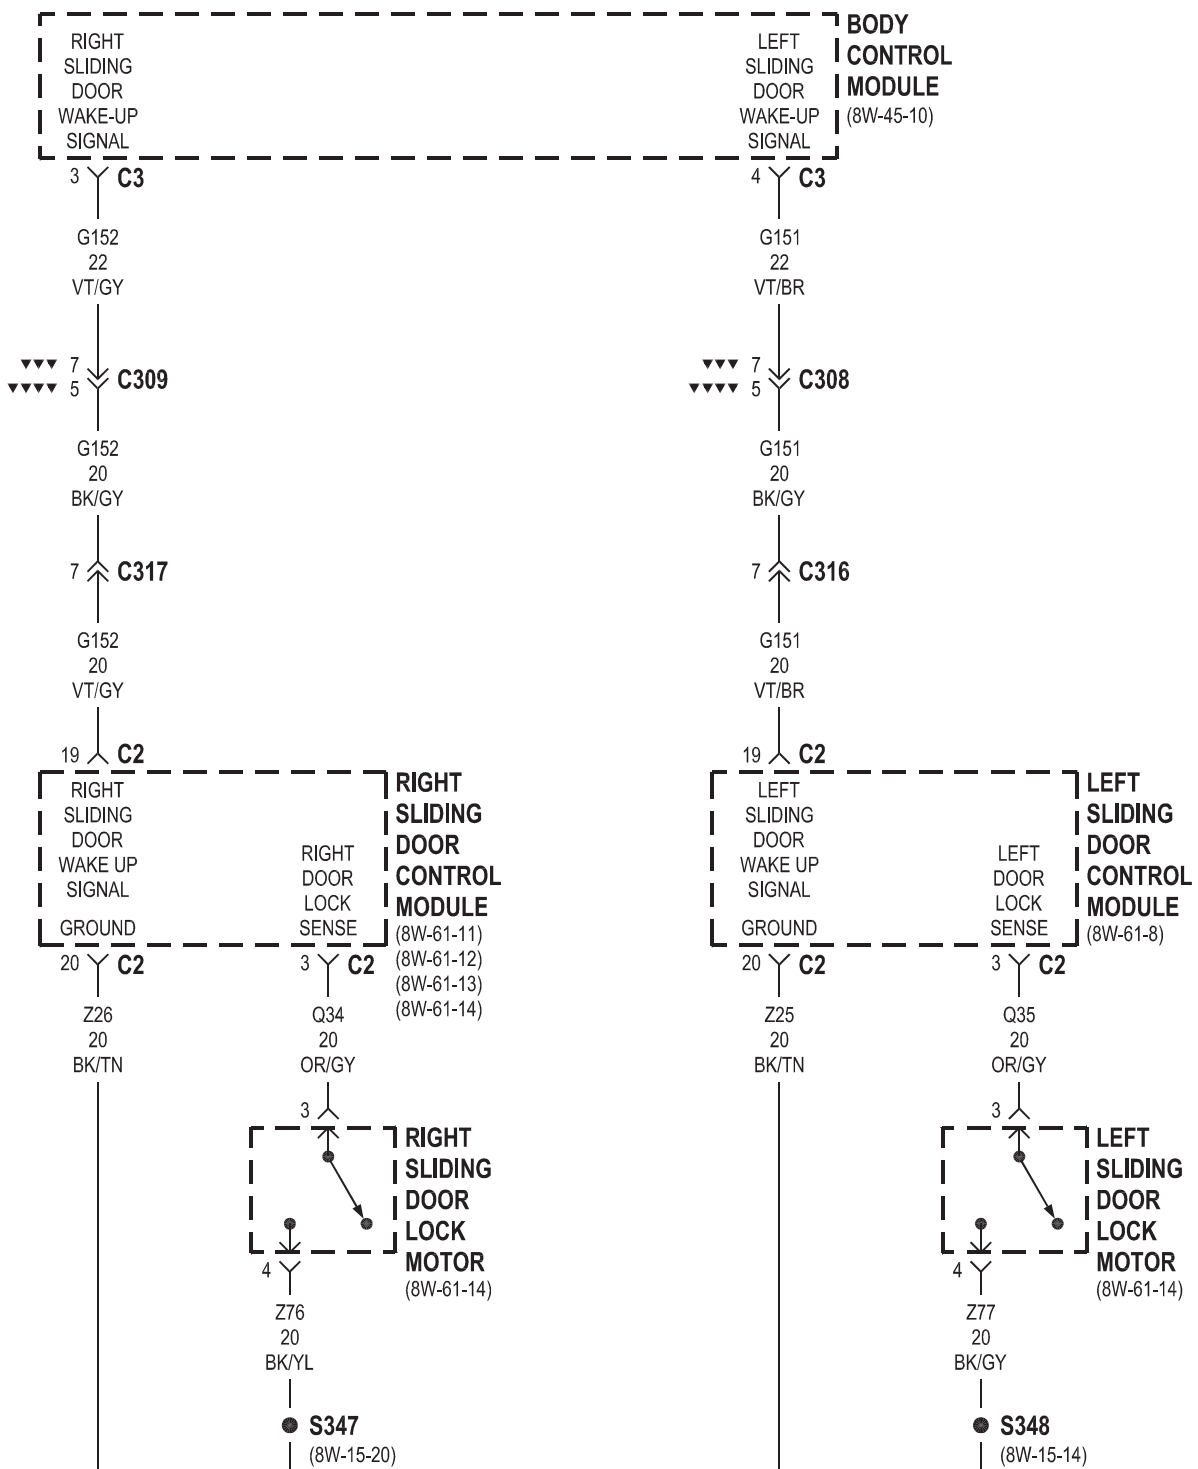 RIGHT
SLIDING
DOOR
WAKE-UP
SIGNAL
LEFT
SLIDING
DOOR
WAKE-UP
SIGNAL
BODY
CONTROL
MODULE
(8W-45-10)
3
C3
4
C3
G152
22
VT/GY
G151
22
VT/BR
▼▼▼ 7
▼▼▼▼ 5
C309
▼▼▼ 7
▼▼▼▼ 5
C308
G152
20
BK/GY
G151
20
BK/GY
7
C317
7
C316
G152
20
VT/GY
G151
20
VT/BR
19
C2
19
C2
RIGHT
SLIDING
DOOR
WAKE UP
SIGNAL
GROUND
RIGHT
DOOR
LOCK
SENSE
RIGHT
SLIDING
DOOR
CONTROL
MODULE
(8W-61-11)
(8W-61-12)
(8W-61-13)
(8W-61-14)
LEFT
SLIDING
DOOR
WAKE UP
SIGNAL
GROUND
LEFT
DOOR
LOCK
SENSE
LEFT
SLIDING
DOOR
CONTROL
MODULE
(8W-61-8)
20
C2
3
C2
20
C2
3
C2
Z26
20
BK/TN
Q34
20
OR/GY
Z25
20
BK/TN
Q35
20
OR/GY
3
RIGHT
SLIDING
DOOR
LOCK
MOTOR
(8W-61-14)
3
LEFT
SLIDING
DOOR
LOCK
MOTOR
(8W-61-14)
4
Z76
20
BK/YL
4
Z77
20
BK/GY
S347
(8W-15-20)
S348
(8W-15-14)